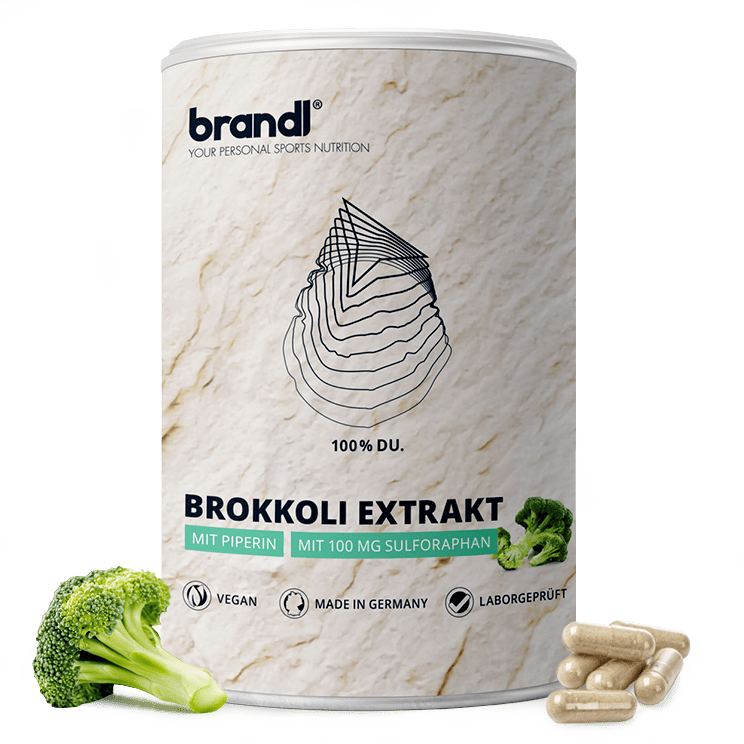 brandl®
YOUR PERSONAL SPORTS NUTRITION
100% DU.
BROKKOLI EXTRAKT
MIT PIPERIN MIT 100 MG SULFORAPHAN
VEGAN MADE IN GERMANY LABORGEPRÜFT